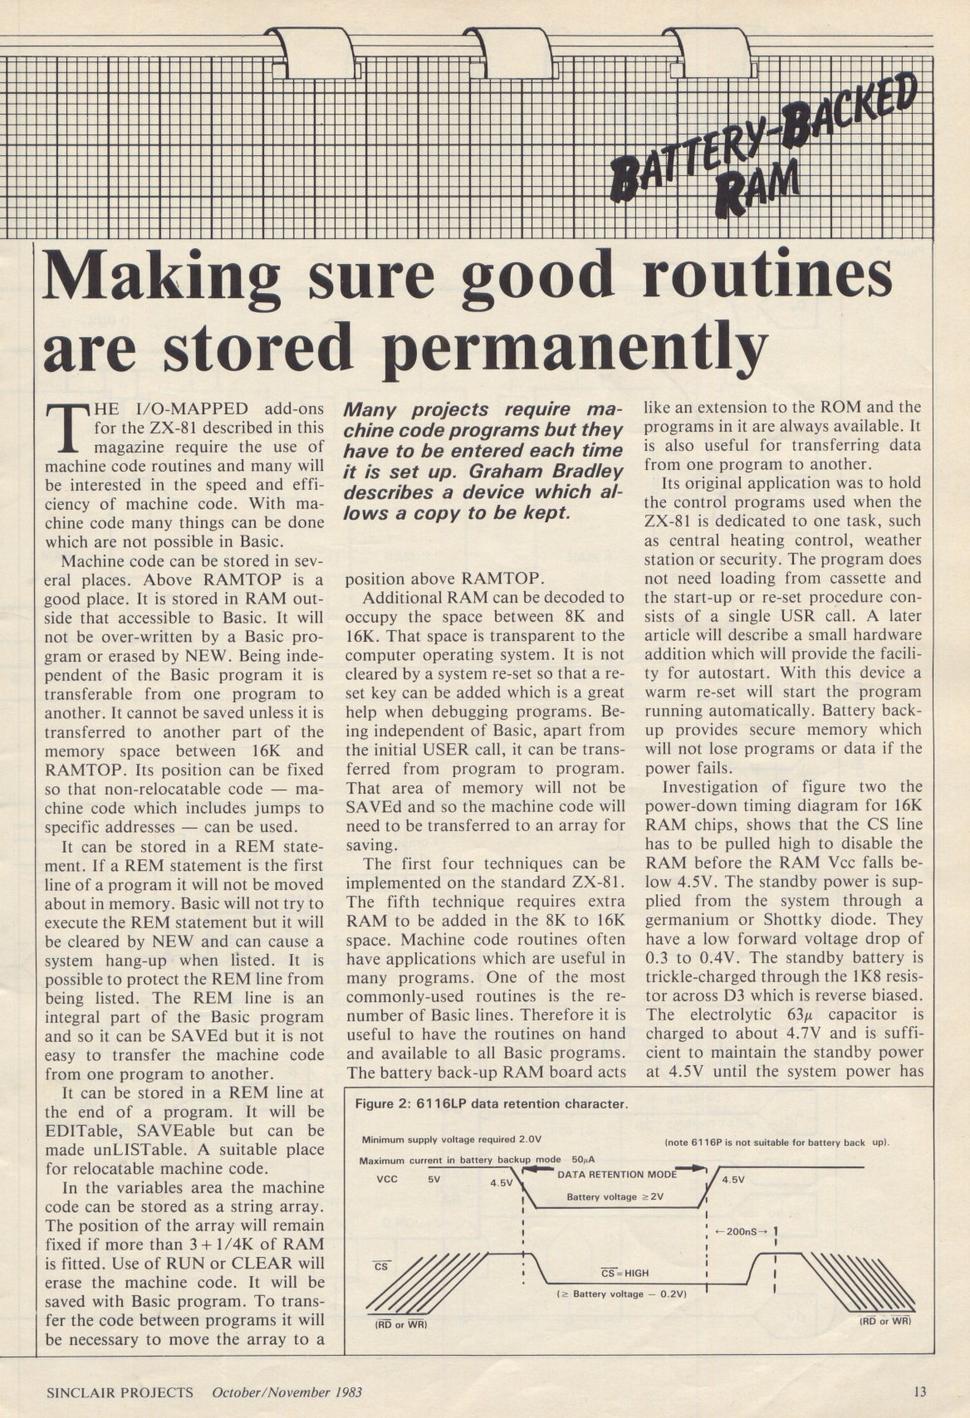 BATTERY-BACKED
RAM
Making sure good routines
are stored permanently
THE I/O-MAPPED add-ons
for the ZX-81 described in this
magazine require the use of
machine code routines and many will
be interested in the speed and effi-
ciency of machine code. With ma-
chine code many things can be done
which are not possible in Basic.
Machine code can be stored in sev-
eral places. Above RAMTOP is a
good place. It is stored in RAM out-
side that accessible to Basic. It will
not be over-written by a Basic pro-
gram or erased by NEW. Being inde-
pendent of the Basic program it is
transferable from one program to
another. It cannot be saved unless it is
transferred to another part of the
memory space between 16K and
RAMTOP. Its position can be fixed
so that non-relocatable code — ma-
chine code which includes jumps to
specific addresses — can be used.
It can be stored in a REM state-
ment. If a REM statement is the first
line of a program it will not be moved
about in memory. Basic will not try to
execute the REM statement but it will
be cleared by NEW and can cause a
system hang-up when listed. It is
possible to protect the REM line from
being listed. The REM line is an
integral part of the Basic program
and so it can be SAVEd but it is not
easy to transfer the machine code
from one program to another.
It can be stored in a REM line at
the end of a program. It will be
EDITable, SAVEable but can be
made unLISTable. A suitable place
for relocatable machine code.
In the variables area the machine
code can be stored as a string array.
The position of the array will remain
fixed if more than 3 + 1/4K of RAM
is fitted. Use of RUN or CLEAR will
erase the machine code. It will be
saved with Basic program. To trans-
fer the code between programs it will
be necessary to move the array to a
Many projects require ma-
chine code programs but they
have to be entered each time
it is set up. Graham Bradley
describes a device which al-
lows a copy to be kept.
position above RAMTOP.
Additional RAM can be decoded to
occupy the space between 8K and
16K. That space is transparent to the
computer operating system. It is not
cleared by a system re-set so that a re-
set key can be added which is a great
help when debugging programs. Be-
ing independent of Basic, apart from
the initial USER call, it can be trans-
ferred from program to program.
That area of memory will not be
SAVEd and so the machine code will
need to be transferred to an array for
saving.
The first four techniques can be
implemented on the standard ZX-81.
The fifth technique requires extra
RAM to be added in the 8K to 16K
space. Machine code routines often
have applications which are useful in
many programs. One of the most
commonly-used routines is the re-
number of Basic lines. Therefore it is
useful to have the routines on hand
and available to all Basic programs.
The battery back-up RAM board acts
like an extension to the ROM and the
programs in it are always available. It
is also useful for transferring data
from one program to another.
Its original application was to hold
the control programs used when the
ZX-81 is dedicated to one task, such
as central heating control, weather
station or security. The program does
not need loading from cassette and
the start-up or re-set procedure con-
sists of a single USR call. A later
article will describe a small hardware
addition which will provide the facili-
ty for autostart. With this device a
warm re-set will start the program
running automatically. Battery back-
up provides secure memory which
will not lose programs or data if the
power fails.
Investigation of figure two the
power-down timing diagram for 16K
RAM chips, shows that the CS line
has to be pulled high to disable the
RAM before the RAM Vcc falls be-
low 4.5V. The standby power is sup-
plied from the system through a
germanium or Shottky diode. They
have a low forward voltage drop of
0.3 to 0.4V. The standby battery is
trickle-charged through the 1K8 resis-
tor across D3 which is reverse biased.
The electrolytic 63μ capacitor is
charged to about 4.7V and is suffi-
cient to maintain the standby power
at 4.5V until the system power has
Figure 2: 6116LP data retention character.
Minimum supply voltage required 2.0V
(note 6116P is not suitable for battery back up).
Maximum current in battery backup mode 50μA
VCC 5V 4.5V DATA RETENTION MODE 4.5V
Battery voltage ≥ 2V
←200nS→
C̅S̅
C̅S̅ = HIGH
(≥ Battery voltage − 0.2V)
(R̅D̅ or W̅R̅) (R̅D̅ or W̅R̅)
SINCLAIR PROJECTS October/November 1983 13